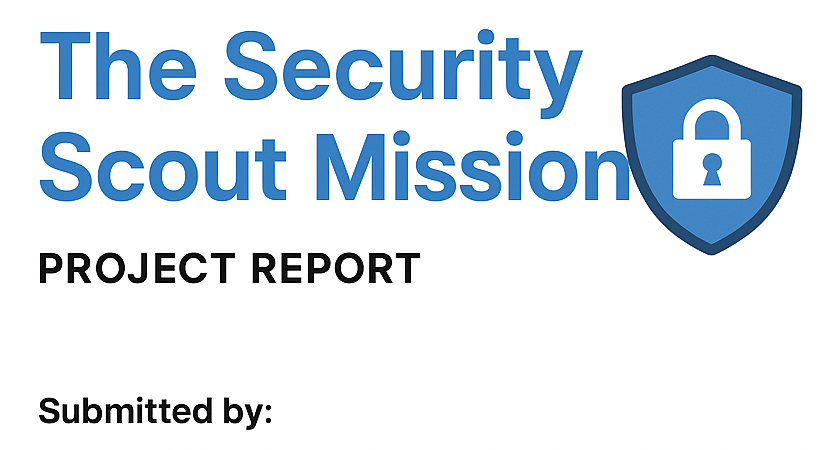 The Security
Scout Mission
PROJECT REPORT
Submitted by: